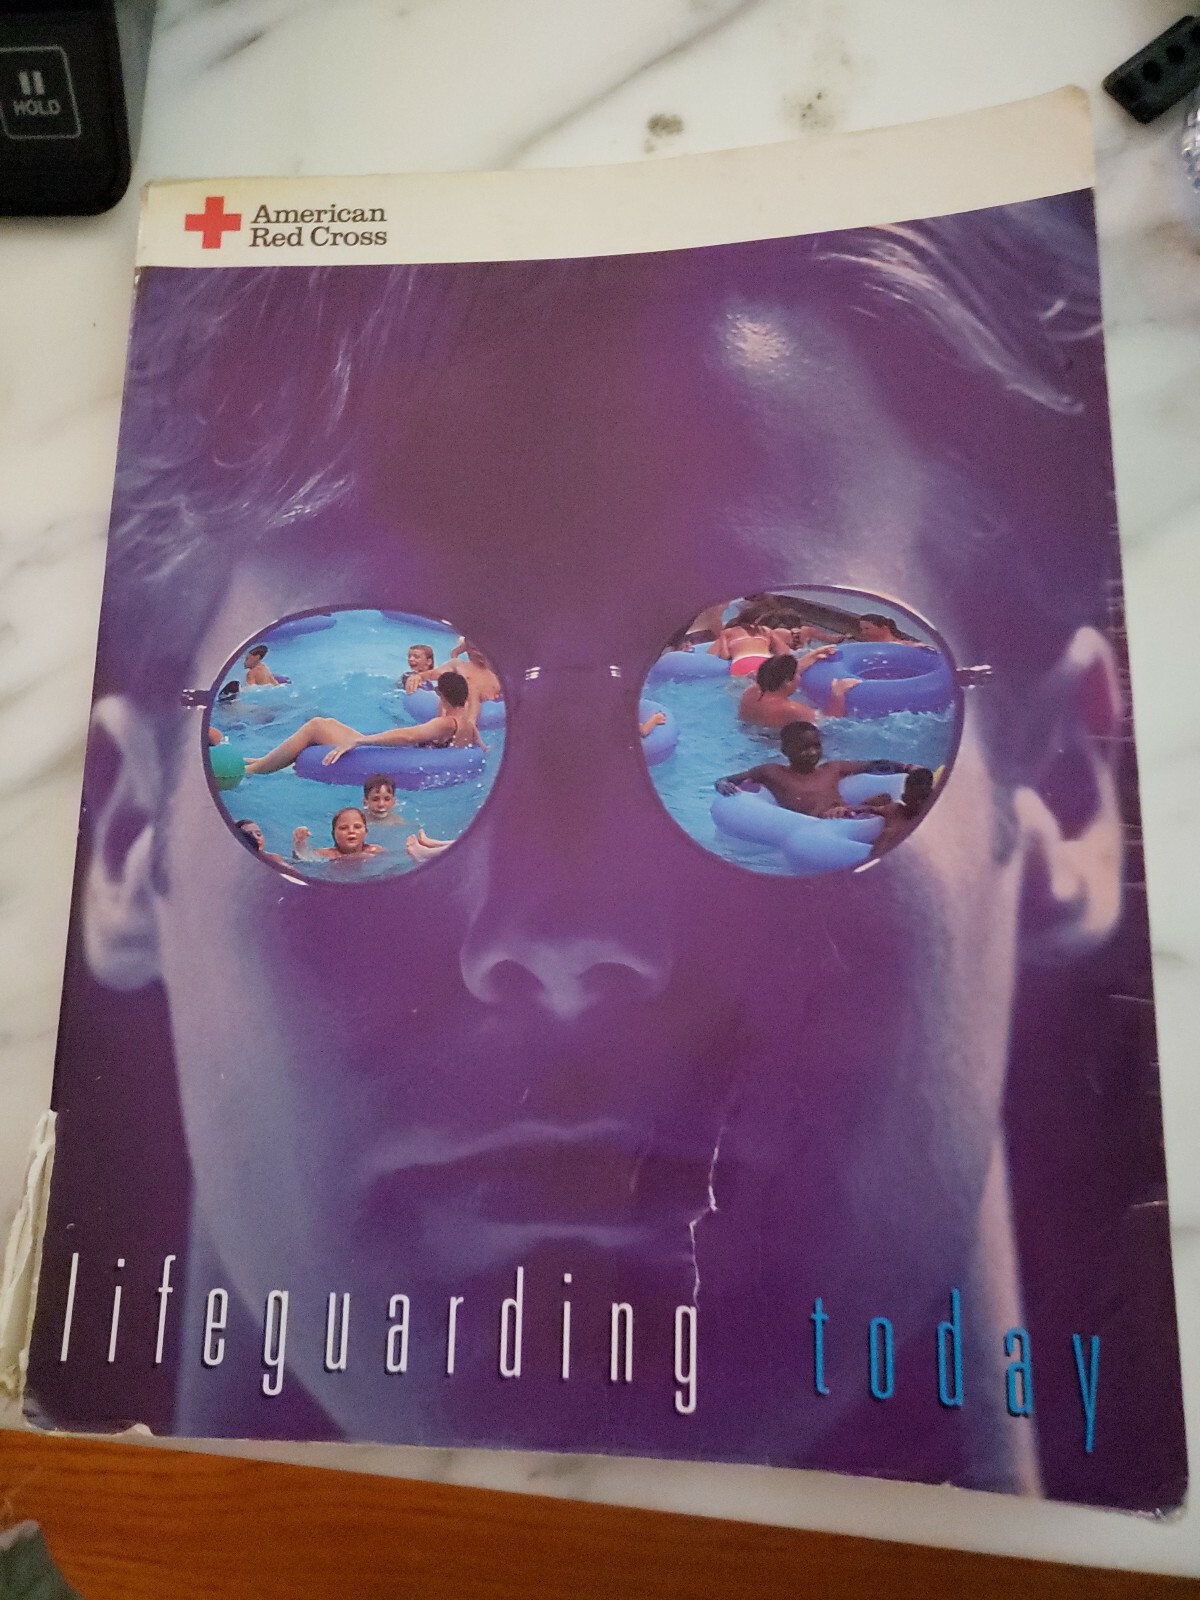 HOLD
American
Red Cross
lifeguarding today